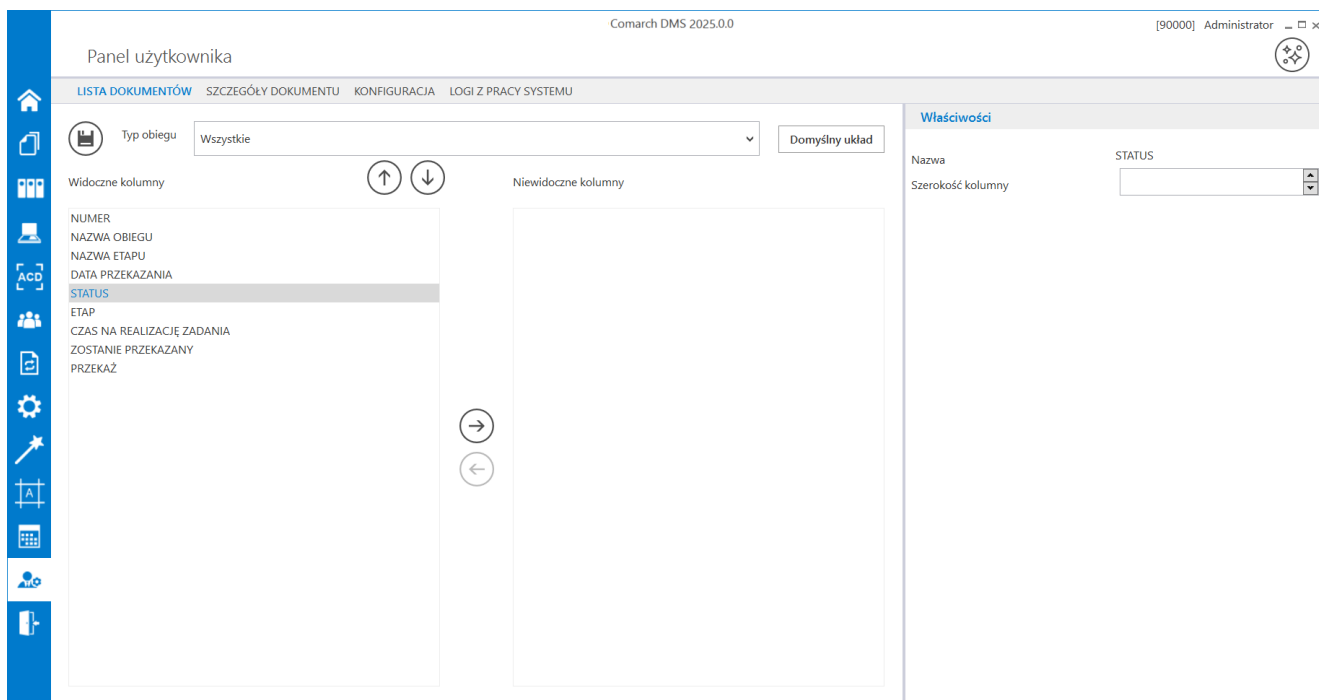 Comarch DMS 2025.0.0
[90000] Administrator
Panel użytkownika
LISTA DOKUMENTÓW SZCZEGÓŁY DOKUMENTU KONFIGURACJA LOGI Z PRACY SYSTEMU
Typ obiegu Wszystkie Domyślny układ
Widoczne kolumny Niewidoczne kolumny
NUMER
NAZWA OBIEGU
NAZWA ETAPU
DATA PRZEKAZANIA
STATUS
ETAP
CZAS NA REALIZACJĘ ZADANIA
ZOSTANIE PRZEKAZANY
PRZEKAŻ
Właściwości
Nazwa STATUS
Szerokość kolumny
ACD
A